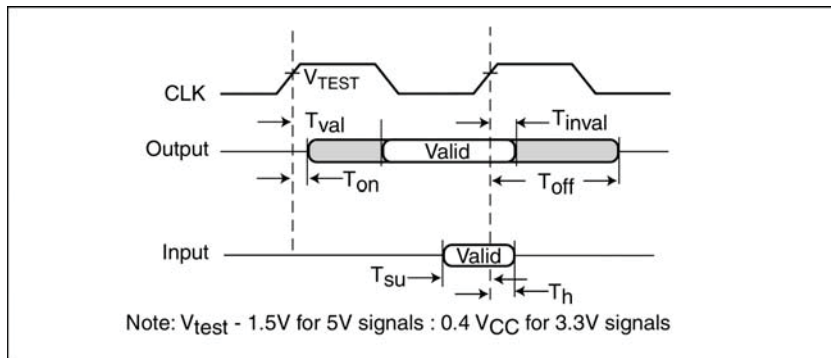 VTEST
CLK
Tval
Tinval
Output
Valid
Ton
Toff
Input
Valid
Tsu
Th
Note: Vtest - 1.5V for 5V signals : 0.4 VCC for 3.3V signals